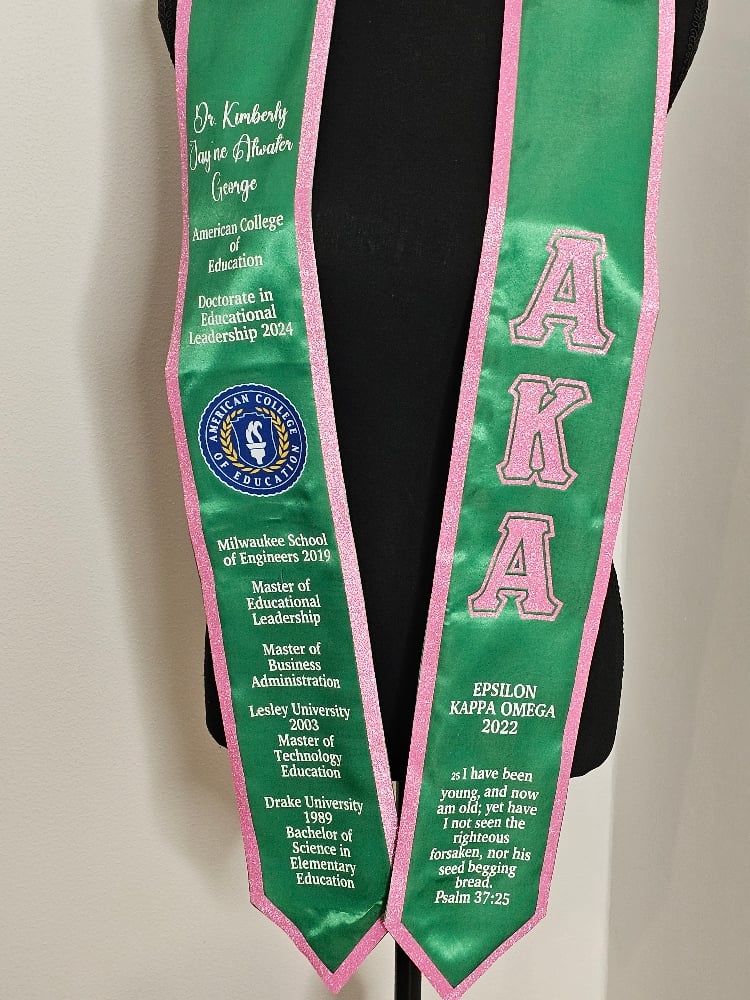 Dr. Kimberly
Jayne Atwater
George
American College
of
Education
Doctorate in
Educational
Leadership 2024
AMERICAN COLLEGE
OF EDUCATION
Milwaukee School
of Engineers 2019
Master of
Educational
Leadership
Master of
Business
Administration
Lesley University
2003
Master of
Technology
Education
Drake University
1989
Bachelor of
Science in
Elementary
Education
A
K
A
EPSILON
KAPPA OMEGA
2022
25 I have been
young, and now
am old; yet have
I not seen the
righteous
forsaken, nor his
seed begging
bread.
Psalm 37:25